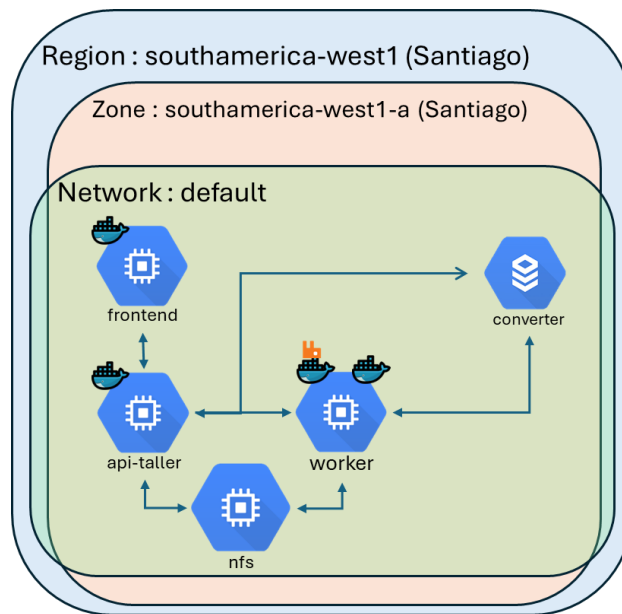 Region : southamerica-west1 (Santiago)
Zone : southamerica-west1-a (Santiago)
Network : default
frontend
converter
api-taller
worker
nfs